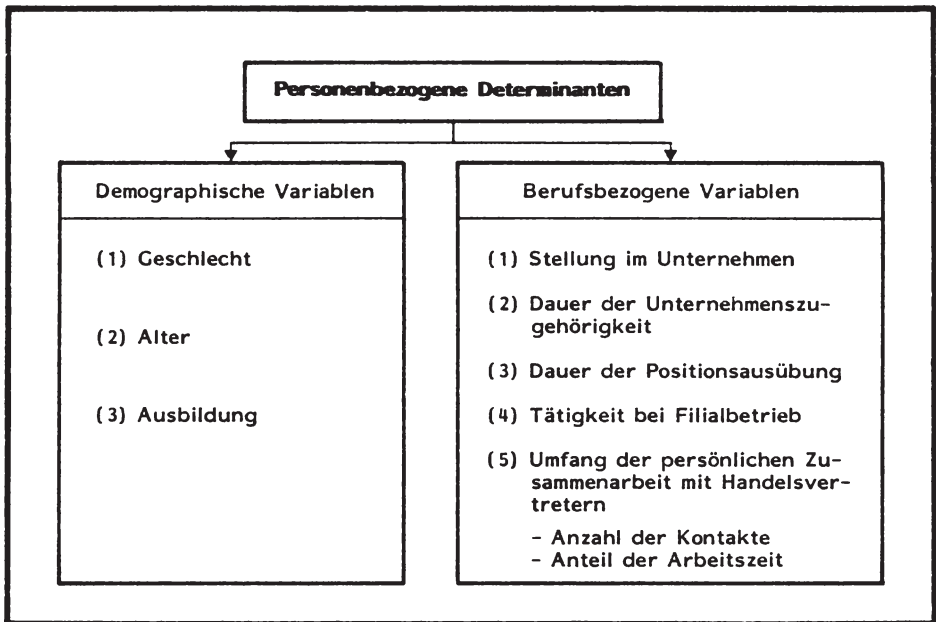 Personenbezogene Determinanten
Demographische Variablen
(1) Geschlecht
(2) Alter
(3) Ausbildung
Berufsbezogene Variablen
(1) Stellung im Unternehmen
(2) Dauer der Unternehmenszu-
gehörigkeit
(3) Dauer der Positionsausübung
(4) Tätigkeit bei Filialbetrieb
(5) Umfang der persönlichen Zu-
sammenarbeit mit Handelsver-
tretern
- Anzahl der Kontakte
- Anteil der Arbeitszeit